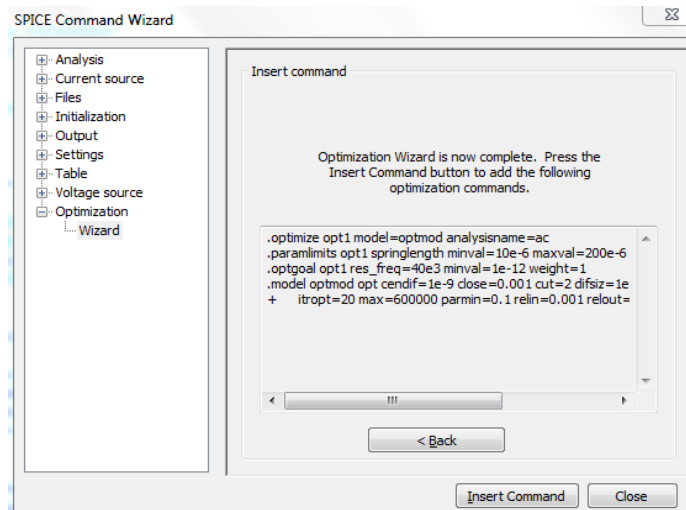 SPICE Command Wizard
Analysis
Current source
Files
Initialization
Output
Settings
Table
Voltage source
Optimization
Wizard
Insert command
Optimization Wizard is now complete. Press the
Insert Command button to add the following
optimization commands.
.optimize opt1 model=optmod analysisname=ac
.paramlimits opt1 springlength minval=10e-6 maxval=200e-6
.optgoal opt1 res_freq=40e3 minval=1e-12 weight=1
.model optmod opt cendif=1e-9 close=0.001 cut=2 difsiz=1e
+ itropt=20 max=600000 parmin=0.1 relin=0.001 relout=
< Back
Insert Command
Close